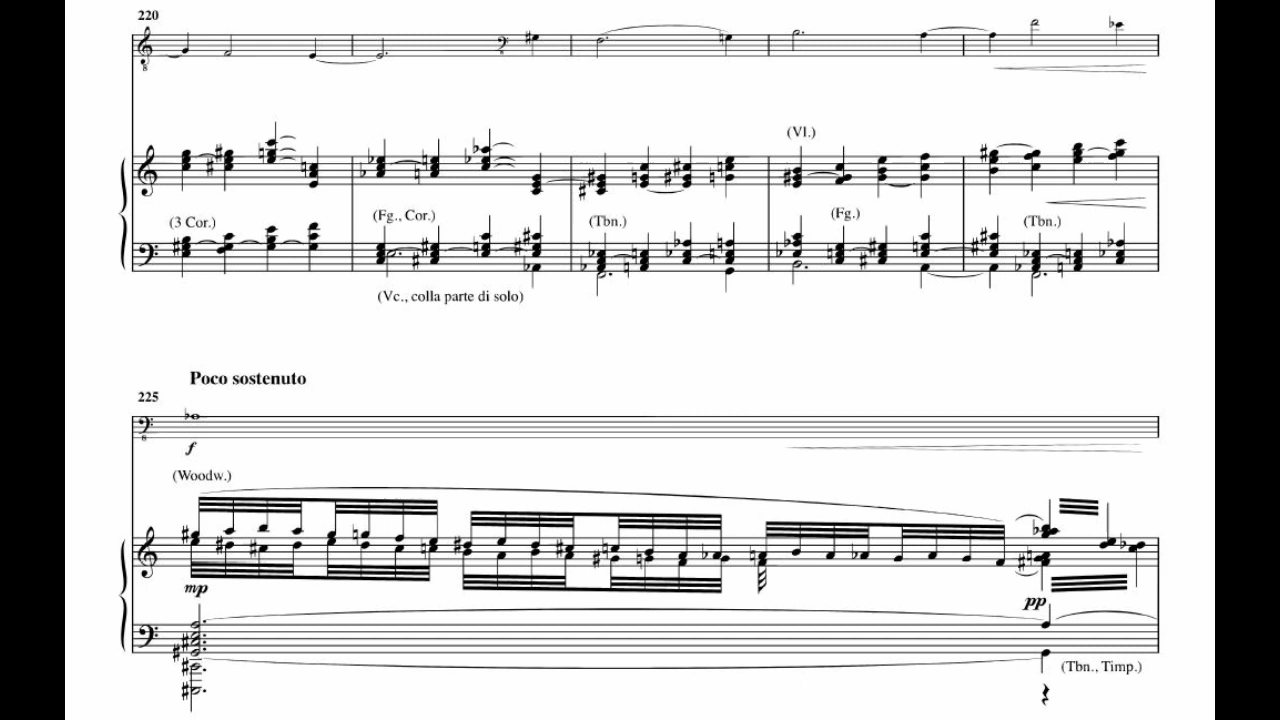 220
(Vl.)
(3 Cor.)
(Fg., Cor.)
(Tbn.)
(Fg.)
(Tbn.)
(Vc., colla parte di solo)
Poco sostenuto
225
f
(Woodw.)
mp
pp
(Tbn., Timp.)